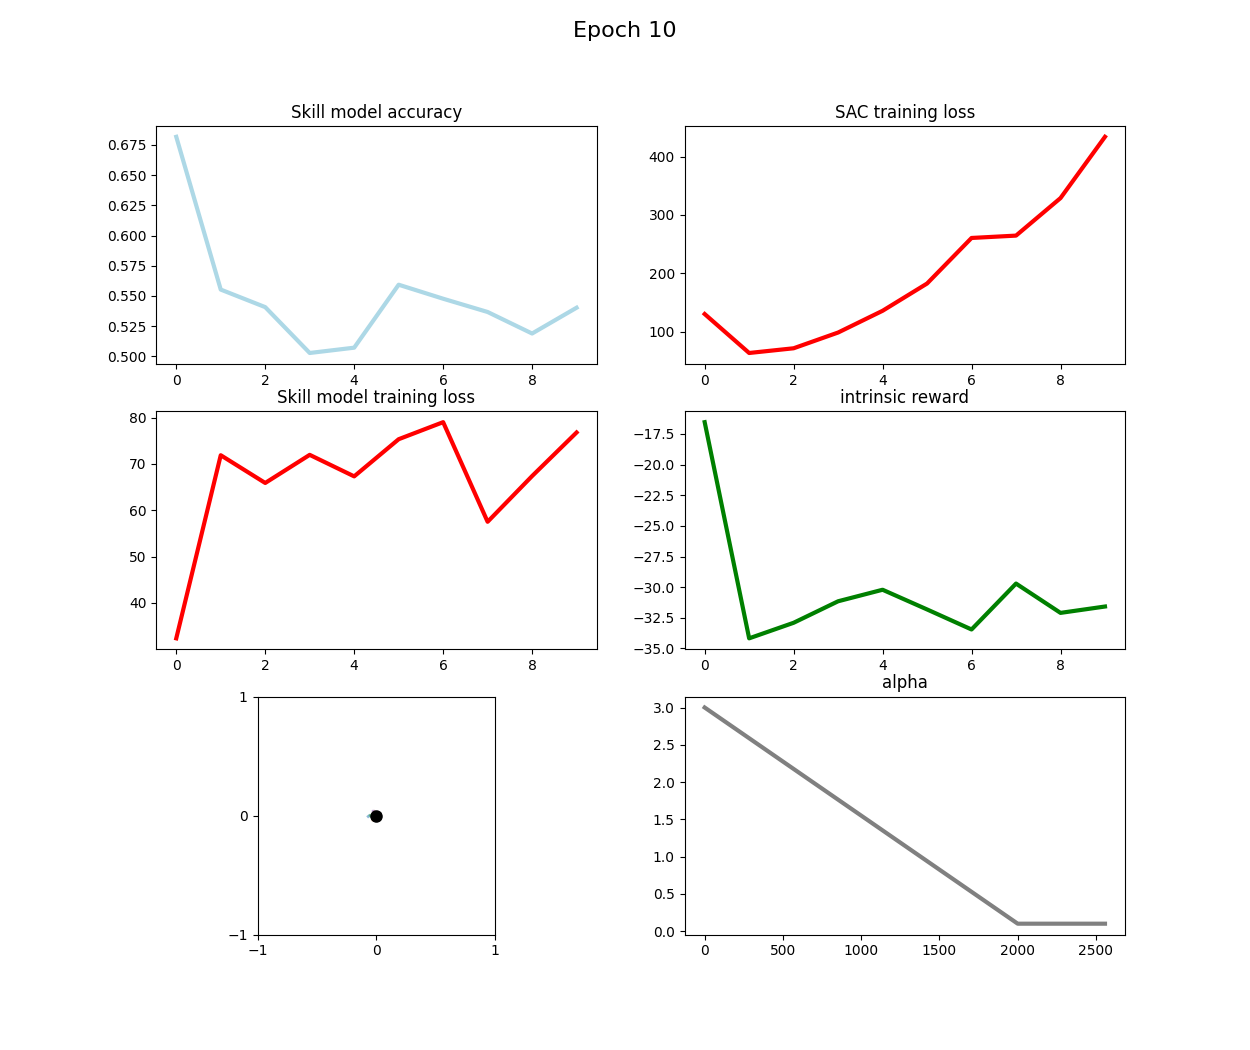 Epoch 10
Skill model accuracy
0.675
0.650
0.625
0.600
0.575
0.550
0.525
0.500
0 2 4 6 8
SAC training loss
400
300
200
100
0 2 4 6 8
Skill model training loss
80
70
60
50
40
0 2 4 6 8
intrinsic reward
−17.5
−20.0
−22.5
−25.0
−27.5
−30.0
−32.5
−35.0
0 2 4 6 8
1
0
−1
−1 0 1
alpha
3.0
2.5
2.0
1.5
1.0
0.5
0.0
0 500 1000 1500 2000 2500